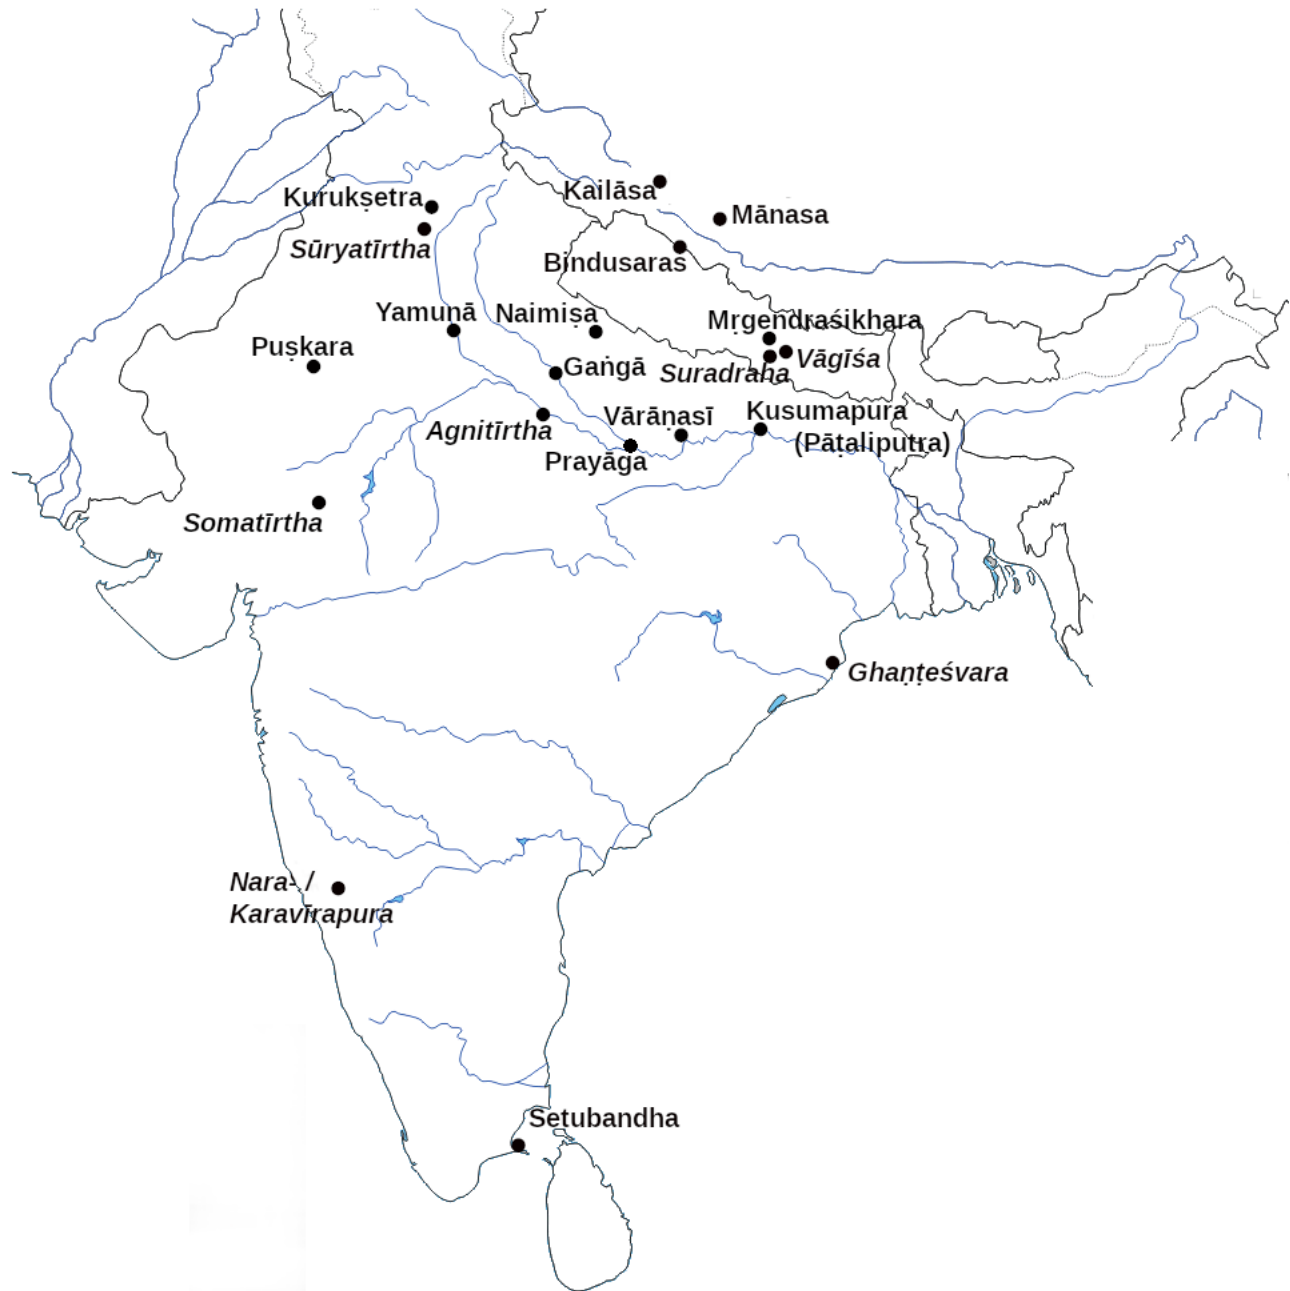 Kailāsa
Kurukṣetra
Mānasa
Sūryatīrtha
Bindusaras
Yamunā
Naimiṣa
Mṛgendraśikhara
Puṣkara
Vāgīśa
Gaṅgā
Suradraha
Kusumapura
Vārāṇasī
Agnitīrtha
(Pāṭaliputra)
Prayāga
Somatīrtha
Ghaṇṭeśvara
Nara- /
Karavīrapura
Setubandha